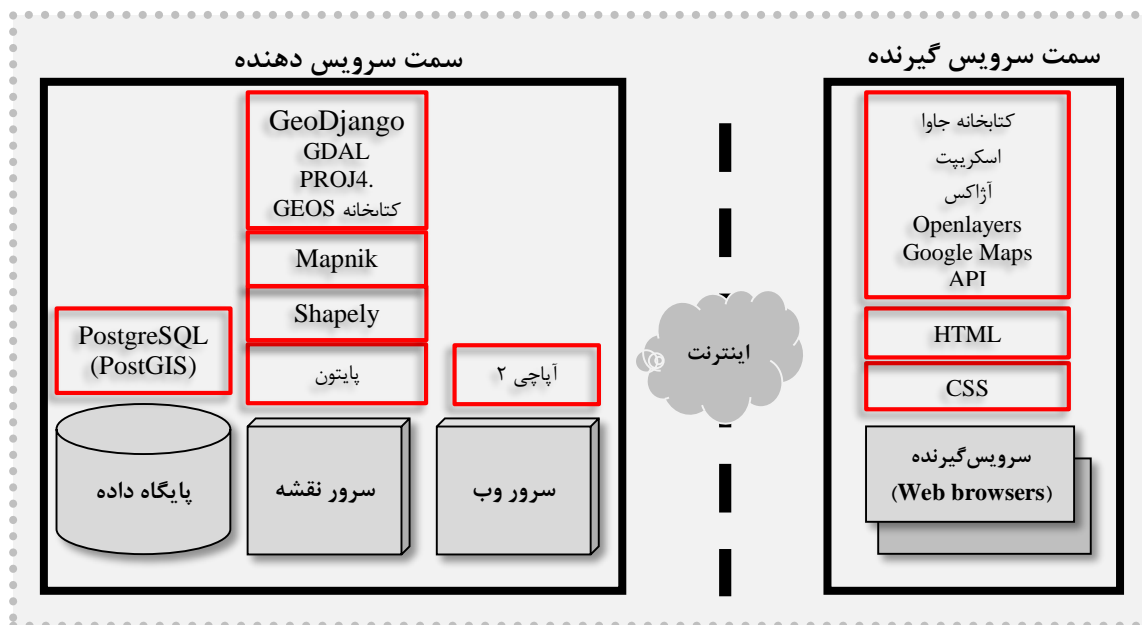 سمت سرویس گیرنده
کتابخانه جاوا
اسکریپت
آژاکس
Openlayers
Google Maps
API
HTML
CSS
سرویس‌گیرنده
(Web browsers)
اینترنت
سمت سرویس دهنده
آپاچی ۲
سرور وب
GeoDjango
GDAL
PROJ4.
کتابخانه GEOS
Mapnik
Shapely
پایتون
سرور نقشه
PostgreSQL
(PostGIS)
پایگاه داده